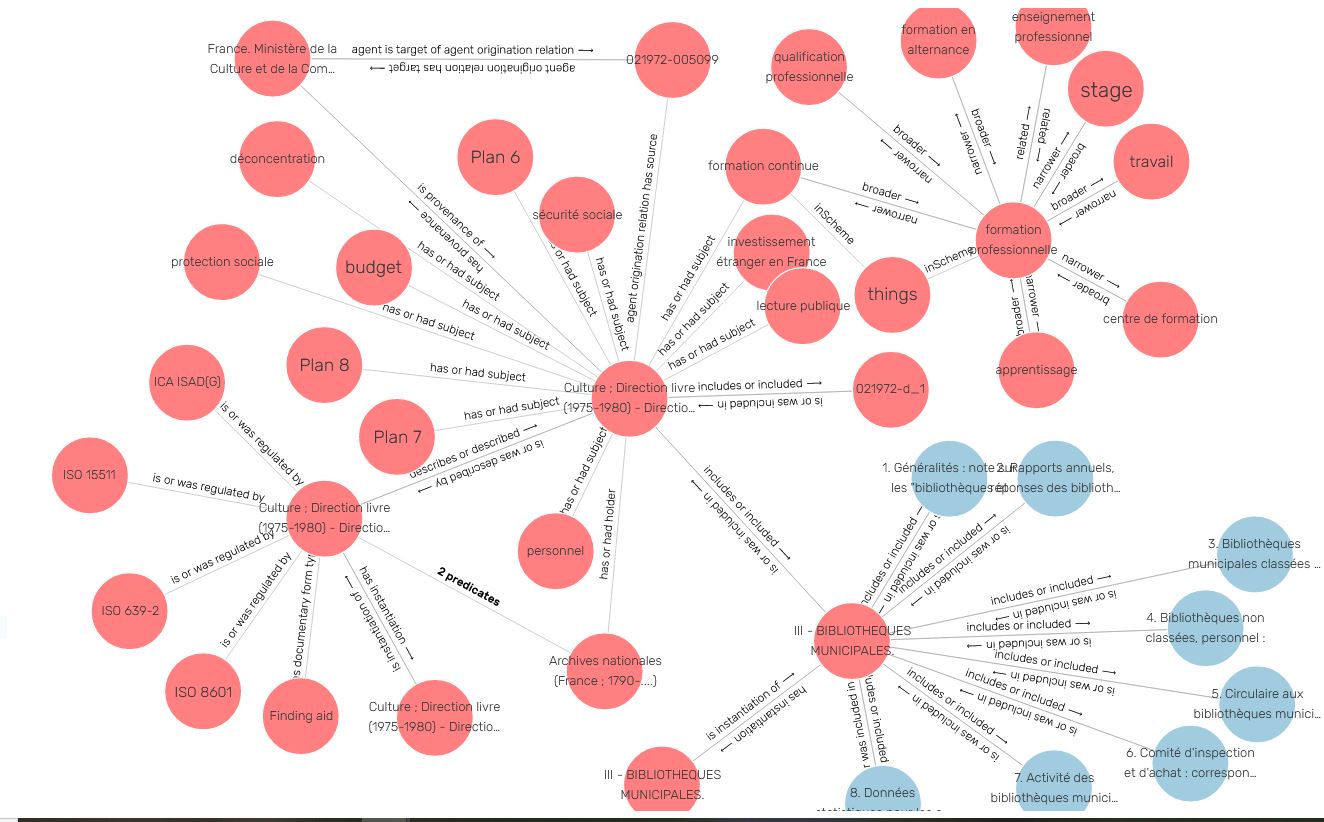 France. Ministère de la
Culture et de la Com...
agent is target of agent origination relation ⟶
agent origination relation has target ⟶
021972-005099
qualification
professionnelle
formation en
alternance
enseignement
professionnel
stage
travail
déconcentration
Plan 6
sécurité sociale
formation continue
broader ⟶
narrower ⟶
broader ⟶
narrower ⟶
related ⟶
related ⟶
narrower ⟶
broader ⟶
broader ⟶
narrower ⟶
broader ⟶
narrower ⟶
inScheme
inScheme
formation
professionnelle
narrower ⟶
broader ⟶
centre de formation
narrower ⟶
broader ⟶
apprentissage
things
investissement
étranger en France
lecture publique
protection sociale
budget
is provenance of ⟶
has provenance ⟶
has or had subject
has or had subject
has or had subject
or had subject
has or had subject
agent origination relation has source
has or had subject
has or had subject
has or had subject
Plan 8
has or had subject
Plan 7
has or had subject
Culture ; Direction livre
(1975-1980) - Directio...
includes or included ⟶
is or was included in ⟶
021972-d_1
ICA ISAD(G)
is or was regulated by
ISO 15511
is or was regulated by
describes or described ⟶
is or was described by ⟶
Culture ; Direction livre
(1975-1980) - Directio...
is or was regulated by
ISO 639-2
is or was regulated by
ISO 8601
is documentary form ty
Finding aid
has instantiation ⟶
is instantiation of ⟶
Culture ; Direction livre
(1975-1980) - Directio...
2 predicates
has or had subject
personnel
has or had holder
Archives nationales
(France ; 1790-....)
includes or included ⟶
is or was included in ⟶
1. Généralités : note sur
les "bibliothèques
2. Rapports annuels,
réponses des biblioth...
includes or included ⟶
or was included in ⟶
includes or included ⟶
is or was included in ⟶
3. Bibliothèques
municipales classées ...
includes or included ⟶
is or was included in ⟶
4. Bibliothèques non
classées, personnel :
includes or included ⟶
is or was included in ⟶
III - BIBLIOTHEQUES
MUNICIPALES.
includes or included ⟶
is or was included in ⟶
5. Circulaire aux
bibliothèques munici...
includes or included ⟶
is or was included in ⟶
6. Comité d'inspection
et d'achat : correspon...
includes or included ⟶
is or was included in ⟶
7. Activité des
bibliothèques munici...
udes or included
r was included in
8. Données
is instantiation of ⟶
has instantiation ⟶
III - BIBLIOTHEQUES
MUNICIPALES.